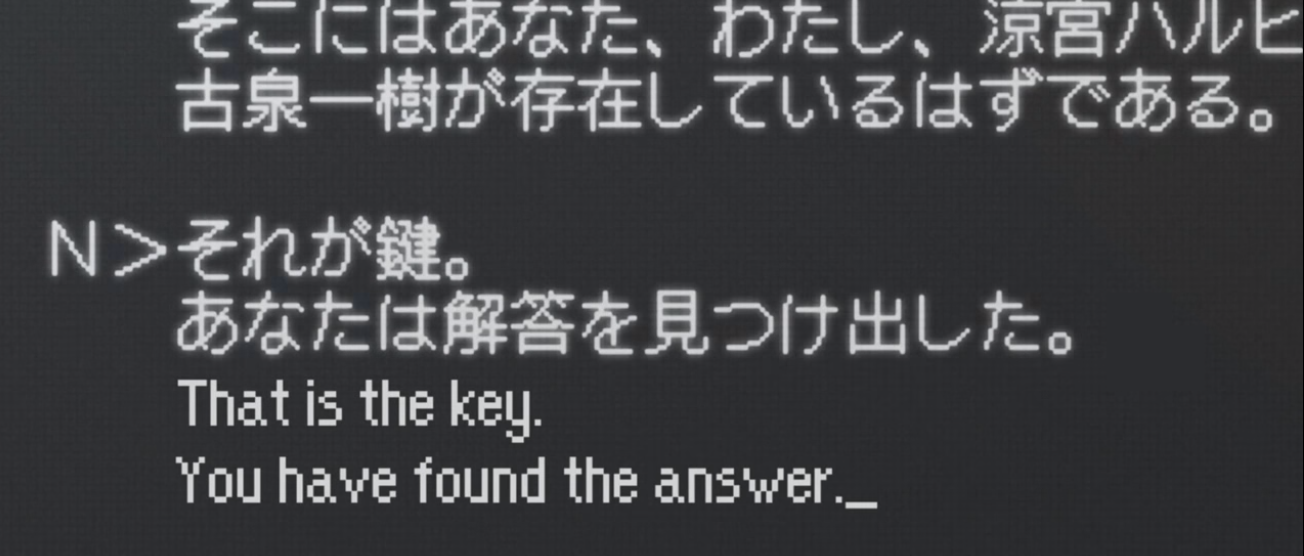 そこにはあなた、わたし、涼宮ハルヒ
古泉一樹が存在しているはずである。
N>それが鍵。
あなたは解答を見つけ出した。
That is the key.
You have found the answer._